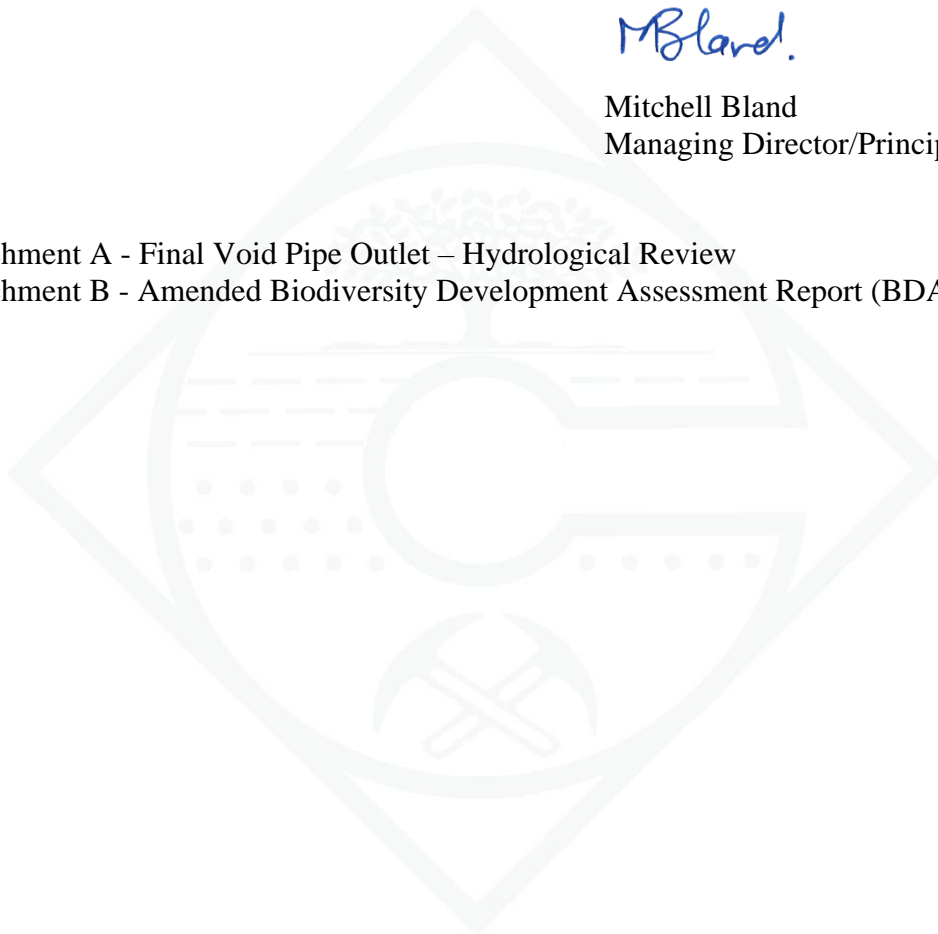 MBland.
Mitchell Bland
Managing Director/Princip
hment A - Final Void Pipe Outlet – Hydrological Review
hment B - Amended Biodiversity Development Assessment Report (BDA